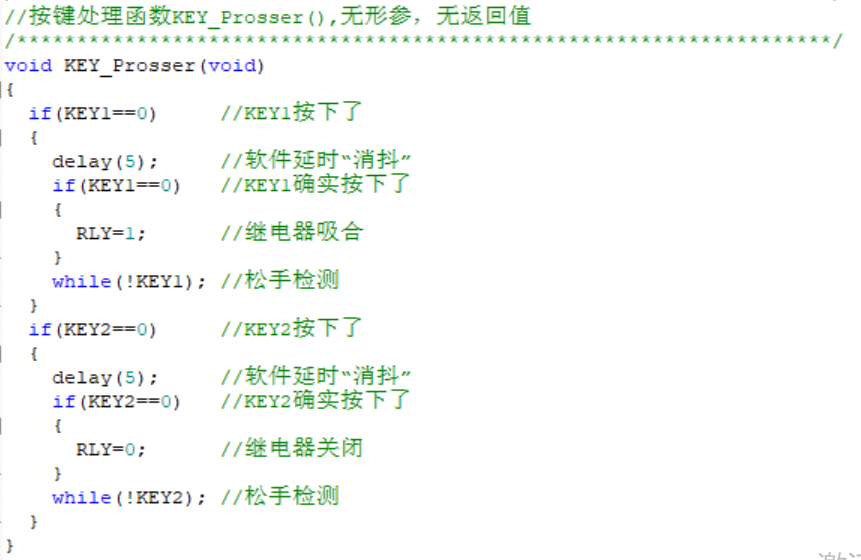 //按键处理函数KEY_Prosser(),无形参，无返回值
/********************************************************************/
void KEY_Prosser(void)
{
if(KEY1==0) //KEY1按下了
{
delay(5); //软件延时“消抖”
if(KEY1==0) //KEY1确实按下了
{
RLY=1; //继电器吸合
}
while(!KEY1); //松手检测
}
if(KEY2==0) //KEY2按下了
{
delay(5); //软件延时“消抖”
if(KEY2==0) //KEY2确实按下了
{
RLY=0; //继电器关闭
}
while(!KEY2); //松手检测
}
}